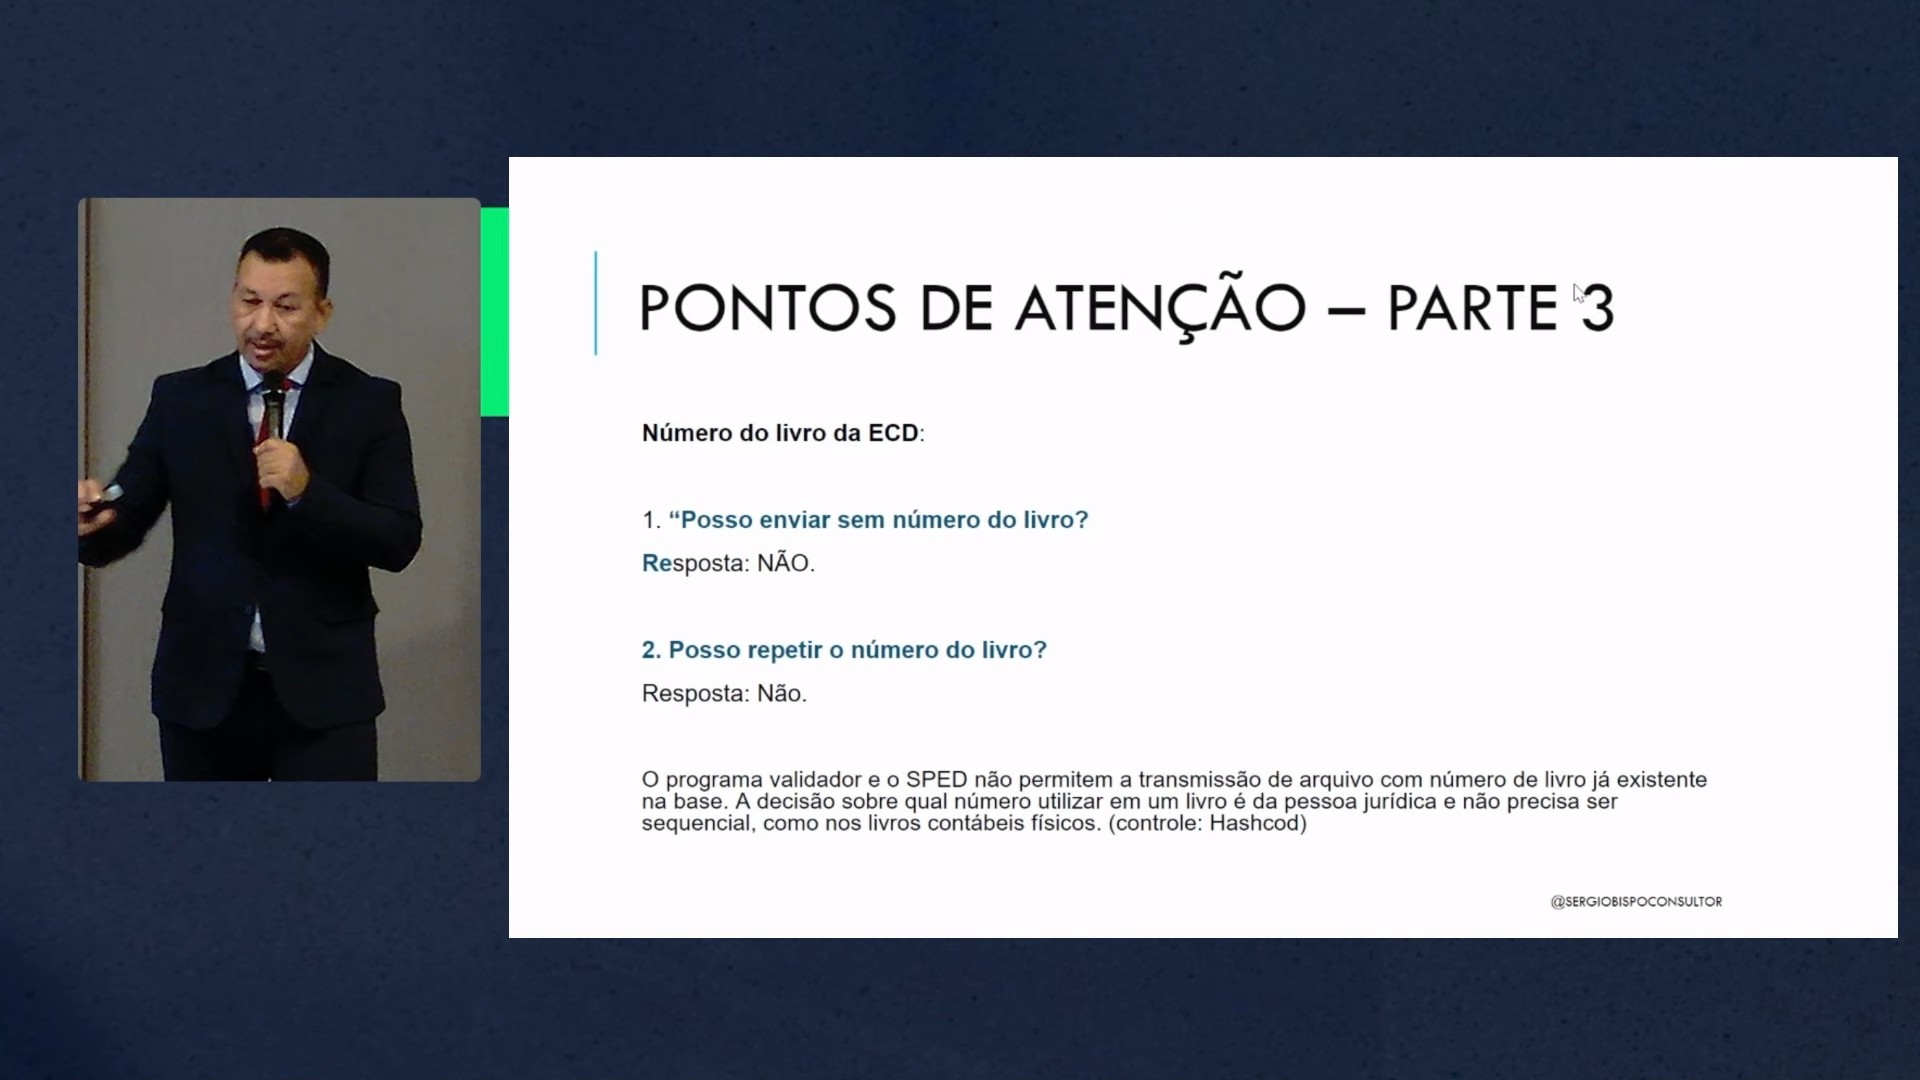 PONTOS DE ATENÇÃO – PARTE 3
Número do livro da ECD:
1. “Posso enviar sem número do livro?
Resposta: NÃO.
2. Posso repetir o número do livro?
Resposta: Não.
O programa validador e o SPED não permitem a transmissão de arquivo com número de livro já existente
na base. A decisão sobre qual número utilizar em um livro é da pessoa jurídica e não precisa ser
sequencial, como nos livros contábeis físicos. (controle: Hashcod)
@SERGIOBISPOCONSULTOR